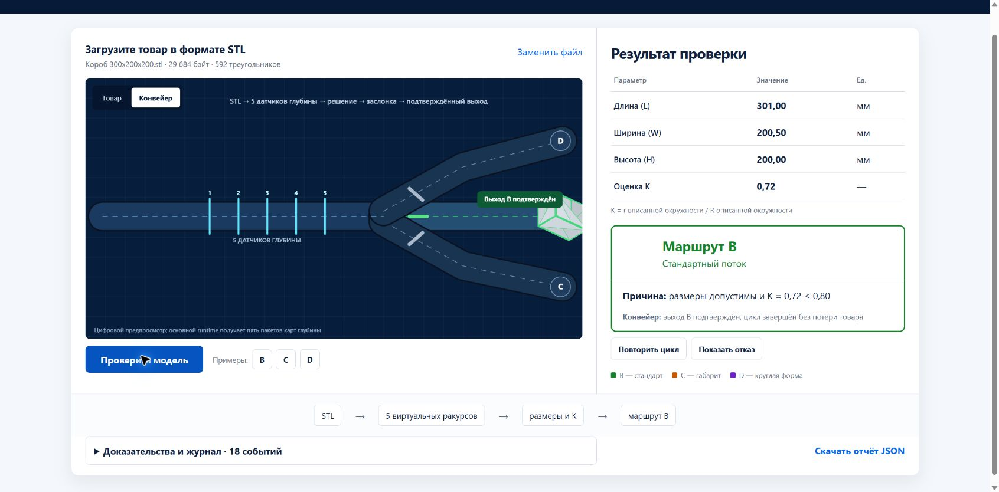 Загрузите товар в формате STL
Короб 300x200x200.stl · 29 684 байт · 592 треугольников
Заменить файл
Товар
Конвейер
STL → 5 датчиков глубины → решение → заслонка → подтверждённый выход
D
1 2 3 4 5
Выход B подтверждён
5 ДАТЧИКОВ ГЛУБИНЫ
C
Цифровой предпросмотр; основной runtime получает пять пакетов карт глубины
Провери модель
Примеры: B C D
Результат проверки
Параметр Значение Ед.
Длина (L) 301,00 мм
Ширина (W) 200,50 мм
Высота (H) 200,00 мм
Оценка K 0,72 —
K = r вписанной окружности / R описанной окружности
Маршрут B
Стандартный поток
Причина: размеры допустимы и K = 0,72 ≤ 0,80
Конвейер: выход B подтверждён; цикл завершён без потери товара
Повторить цикл
Показать отказ
B — стандарт C — габарит D — круглая форма
STL → 5 виртуальных ракурсов → размеры и K → маршрут B
▶ Доказательства и журнал · 18 событий
Скачать отчёт JSON